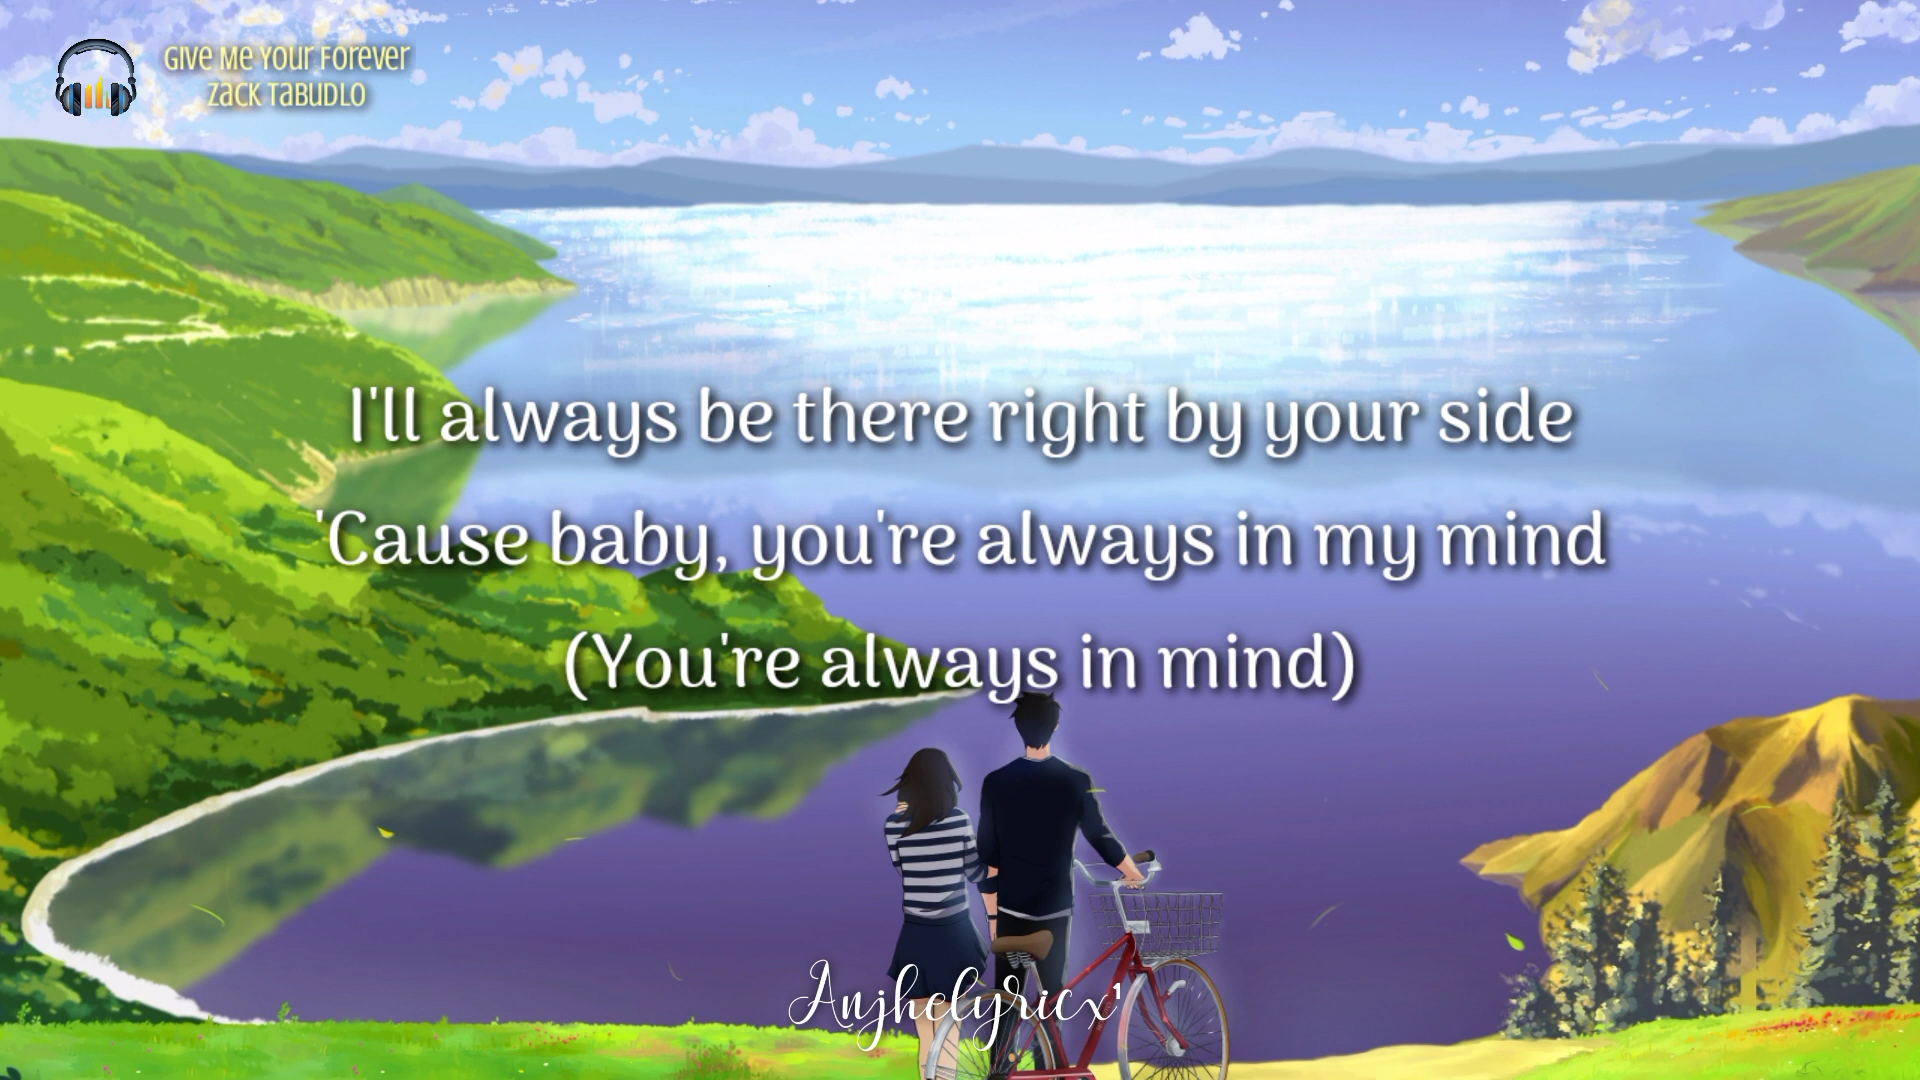 Give Me Your Forever
Zack Tabudlo
I'll always be there right by your side
'Cause baby, you're always in my mind
(You're always in mind)
Anjhelyricx¹